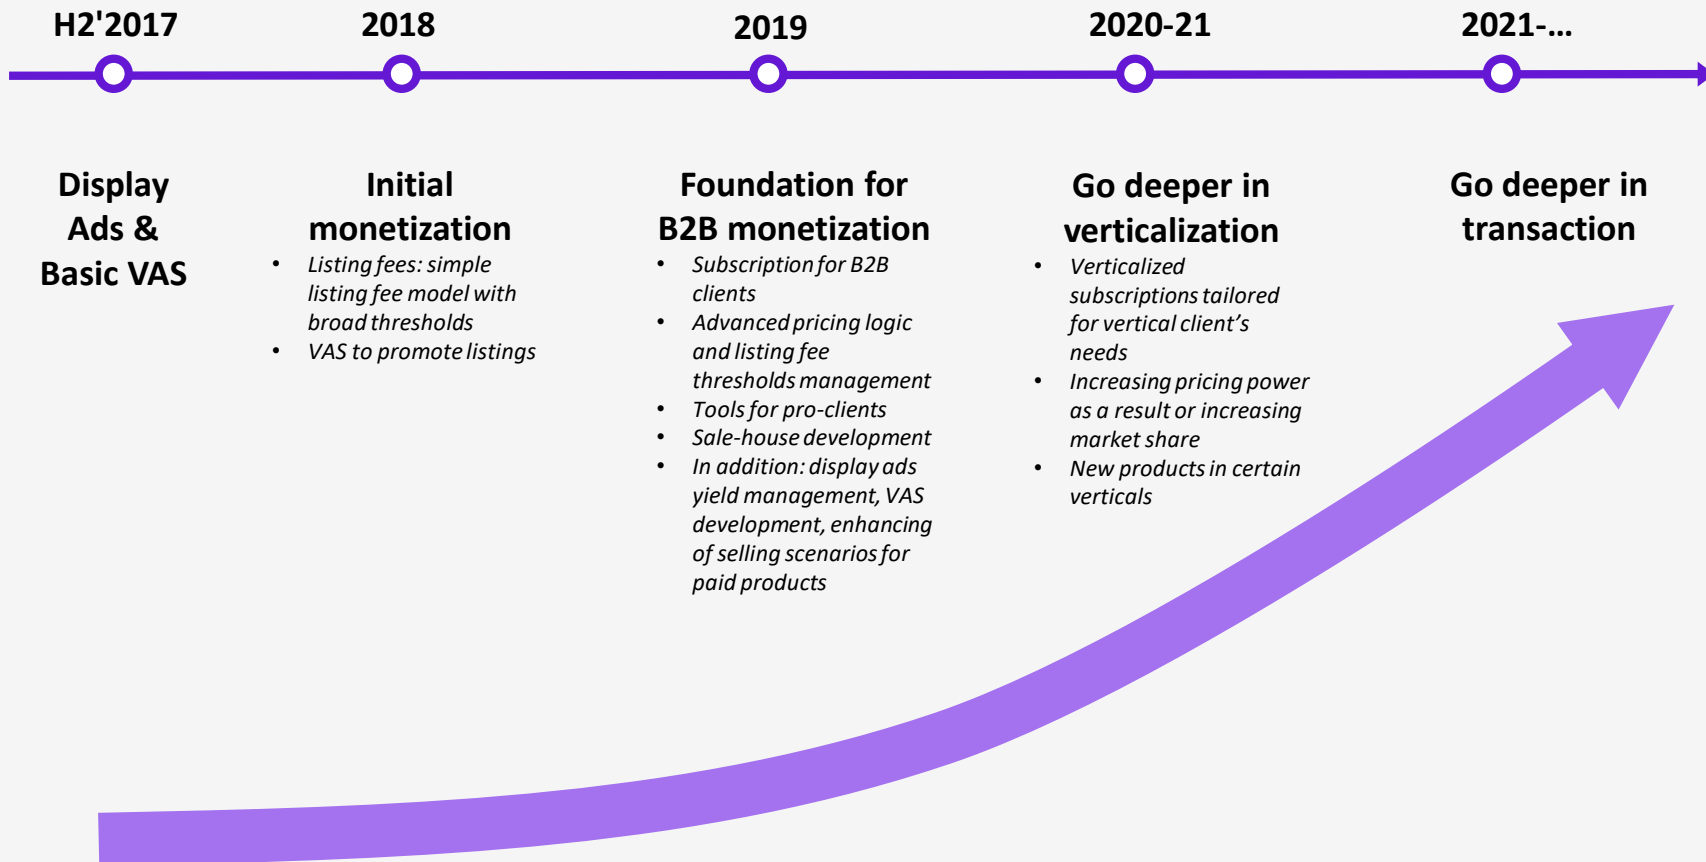 H2'2017
2018
2019
2020-21
2021-...
Display
Ads &
Basic VAS
Initial
monetization
• Listing fees: simple
listing fee model with
broad thresholds
• VAS to promote listings
Foundation for
B2B monetization
• Subscription for B2B
clients
• Advanced pricing logic
and listing fee
thresholds management
• Tools for pro-clients
• Sale-house development
• In addition: display ads
yield management, VAS
development, enhancing
of selling scenarios for
paid products
Go deeper in
verticalization
• Verticalized
subscriptions tailored
for vertical client’s
needs
• Increasing pricing power
as a result or increasing
market share
• New products in certain
verticals
Go deeper in
transaction